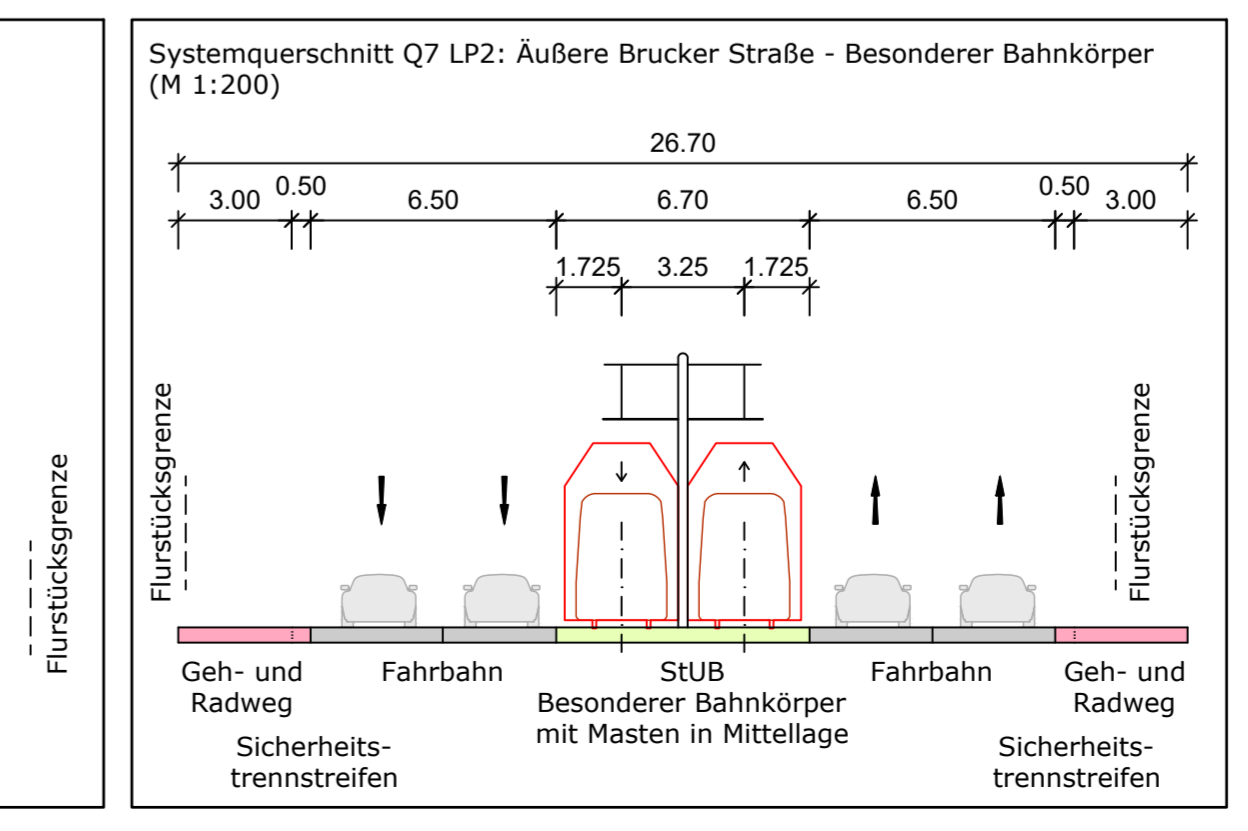 Systemquerschnitt Q7 LP2: Äußere Brucker Straße - Besonderer Bahnkörper
(M 1:200)
26.70
3.00 0.50 6.50 6.70 6.50 0.50 3.00
1.725 3.25 1.725
Flurstücksgrenze
Flurstücksgrenze
Flurstücksgrenze
Geh- und
Radweg
Sicherheits-
trennstreifen
Fahrbahn
StUB
Besonderer Bahnkörper
mit Masten in Mittellage
Fahrbahn
Geh- und
Radweg
Sicherheits-
trennstreifen